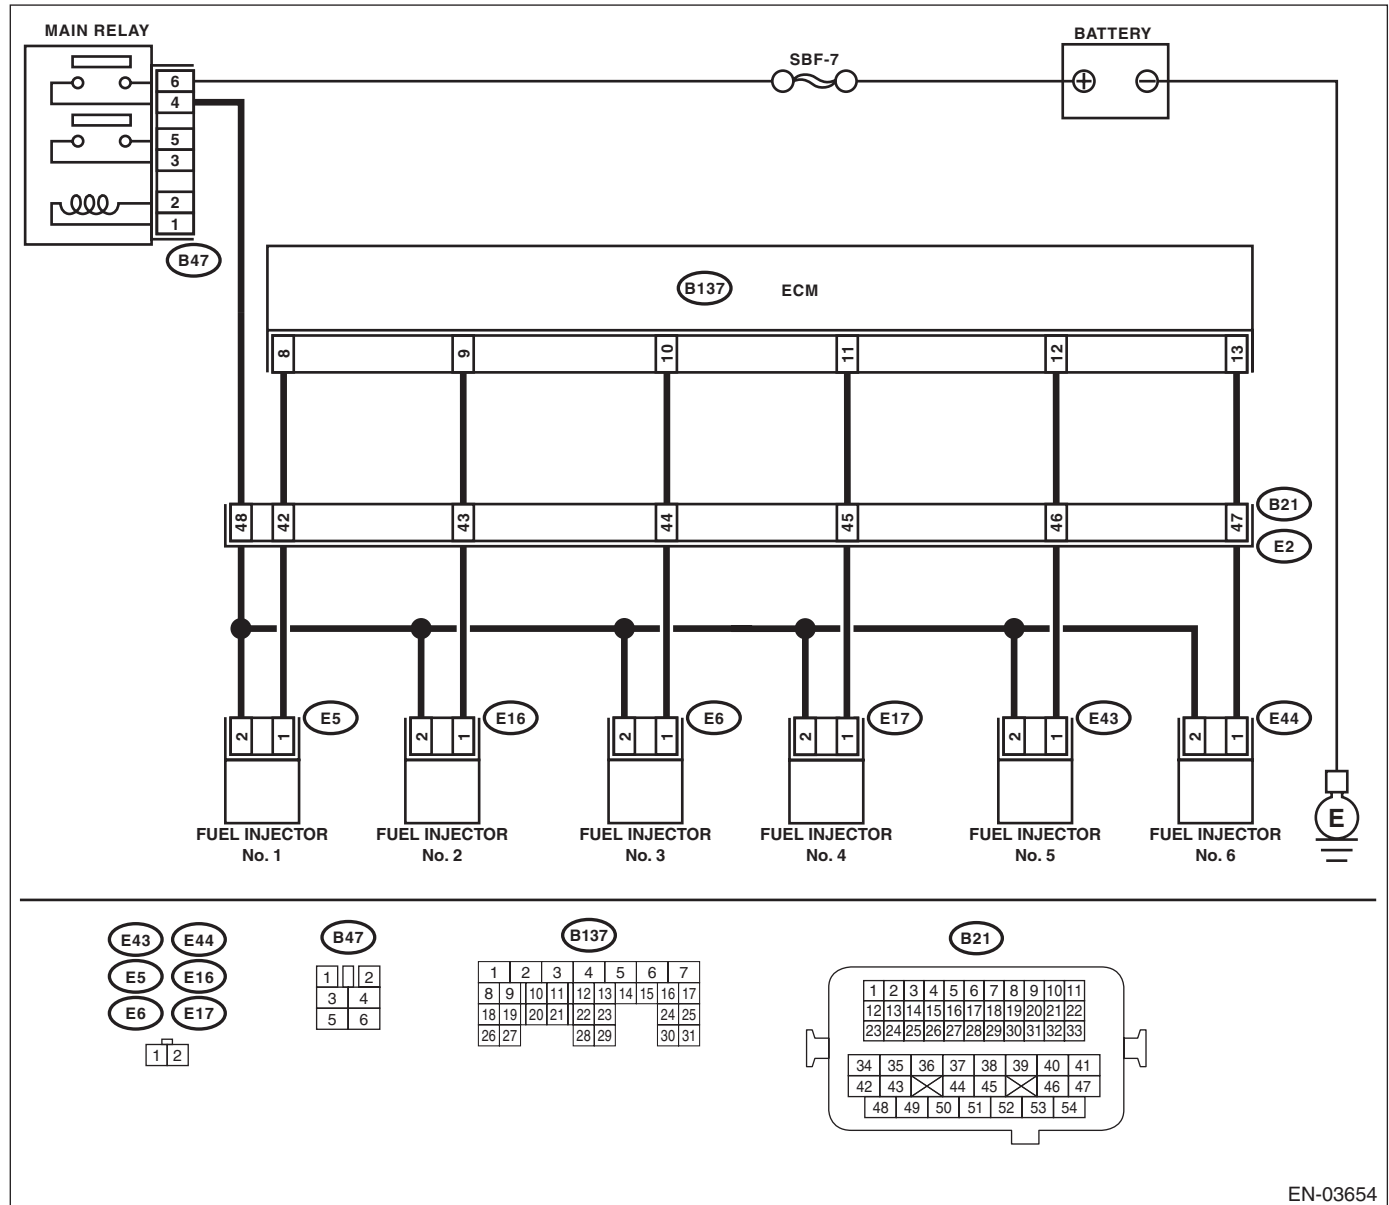 MAIN RELAY
BATTERY
SBF-7
6
4
5
3
2
1
B47
B137 ECM
8 9 10 11 12 13
B21
48 42 43 44 45 46 47
E2
E5 E16 E6 E17 E43 E44
2 1 2 1 2 1 2 1 2 1 2 1
E
FUEL INJECTOR No. 1
FUEL INJECTOR No. 2
FUEL INJECTOR No. 3
FUEL INJECTOR No. 4
FUEL INJECTOR No. 5
FUEL INJECTOR No. 6
E43 E44
E5 E16
E6 E17
1 2
B47
1 2
3 4
5 6
B137
1 2 3 4 5 6 7
8 9 10 11 12 13 14 15 16 17
18 19 20 21 22 23 24 25
26 27 28 29 30 31
B21
1 2 3 4 5 6 7 8 9 10 11
12 13 14 15 16 17 18 19 20 21 22
23 24 25 26 27 28 29 30 31 32 33
34 35 36 37 38 39 40 41
42 43 44 45 46 47
48 49 50 51 52 53 54
EN-03654